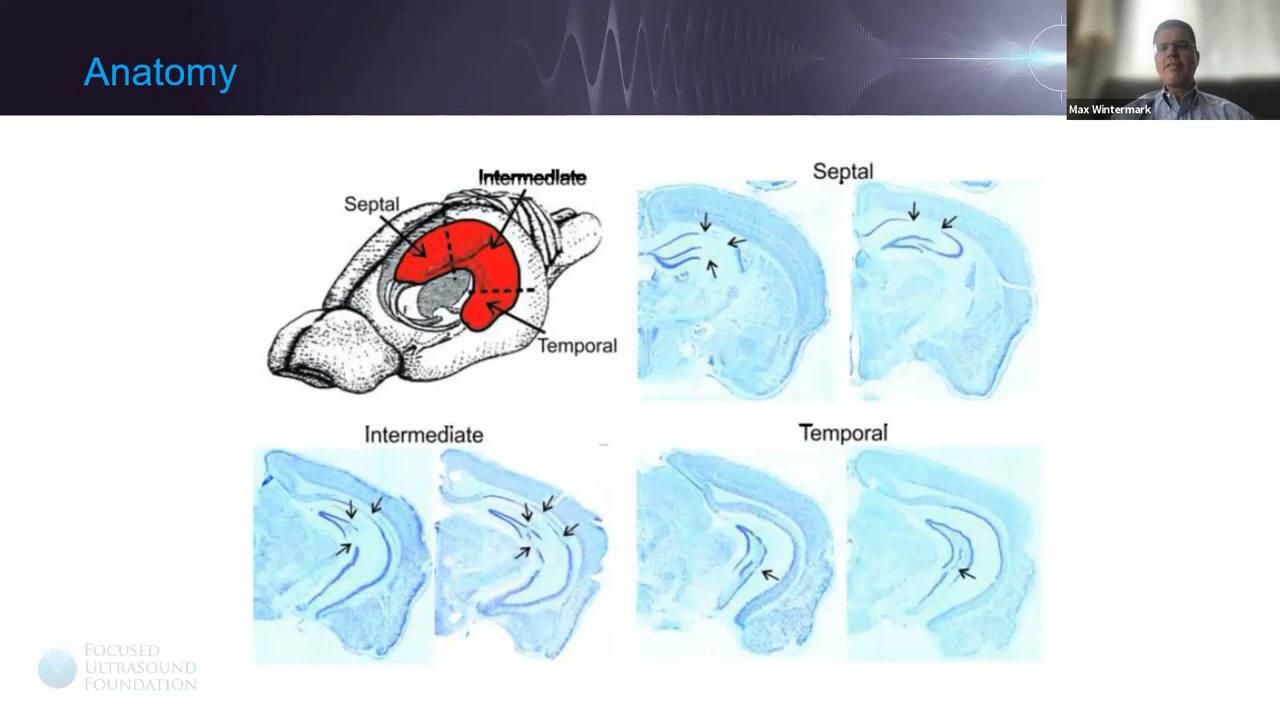 Anatomy
Max Wintermark
Intermediate
Septal
Temporal
Septal
Intermediate
Temporal
FOCUSED
ULTRASOUND
FOUNDATION